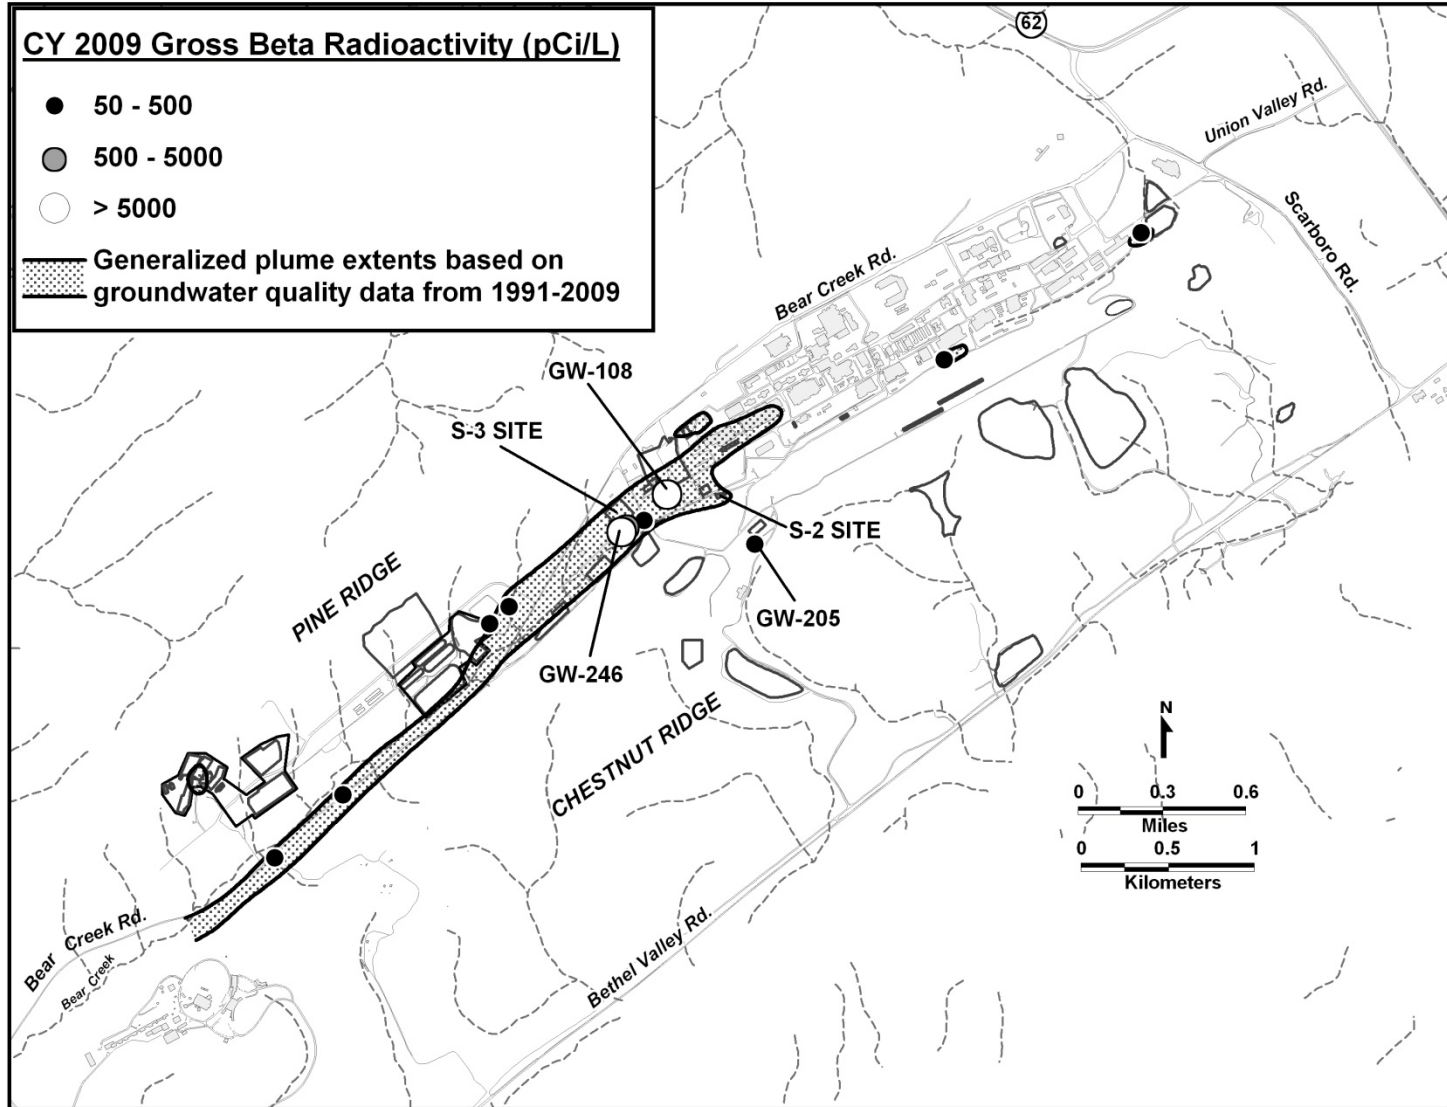 CY 2009 Gross Beta Radioactivity (pCi/L)
50 - 500
500 - 5000
> 5000
Generalized plume extents based on
groundwater quality data from 1991-2009
62
Union Valley Rd.
Scarboro Rd.
Bear Creek Rd.
GW-108
S-3 SITE
S-2 SITE
GW-205
GW-246
PINE RIDGE
CHESTNUT RIDGE
N
0 0.3 0.6
Miles
0 0.5 1
Kilometers
Bear Creek Rd.
Bear Creek
Bethel Valley Rd.